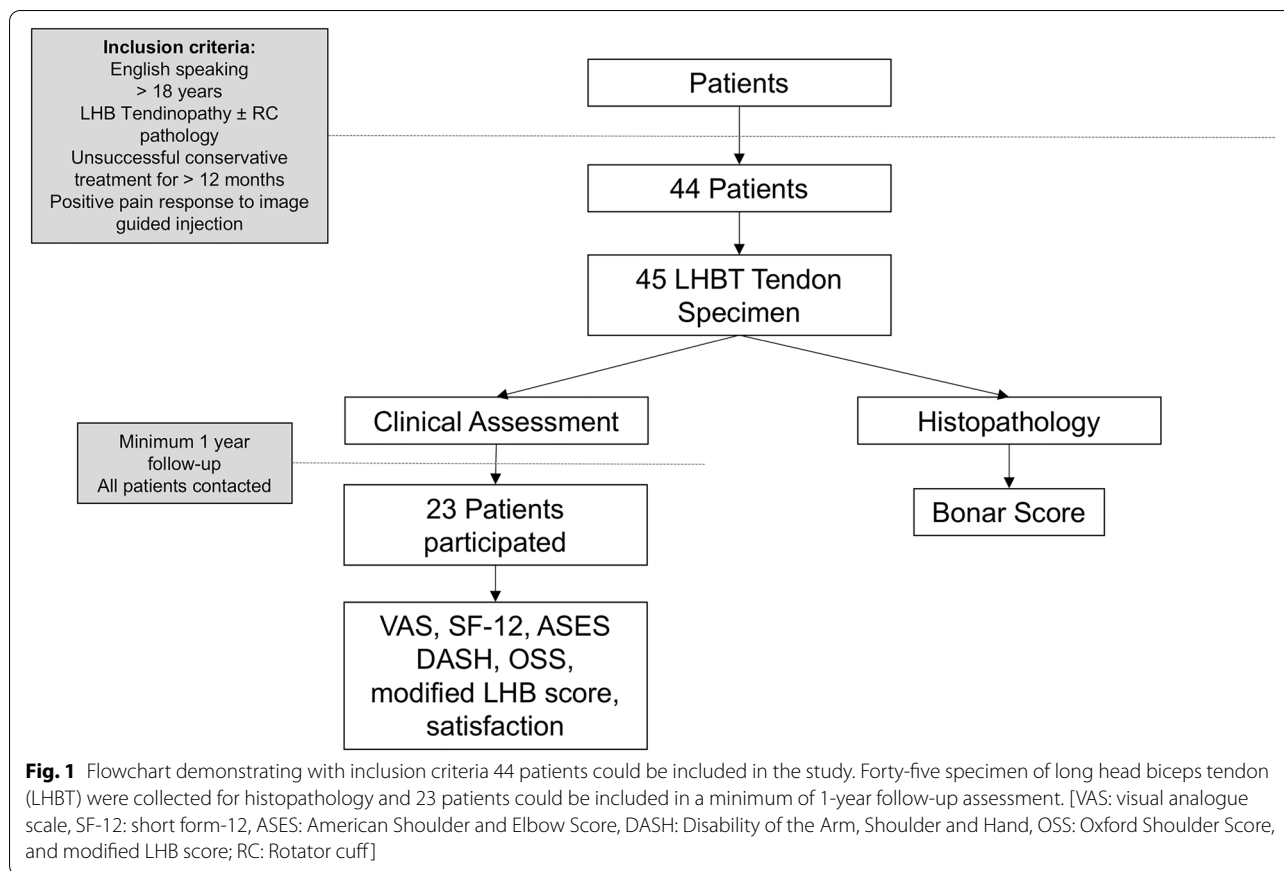 Inclusion criteria:
English speaking
> 18 years
LHB Tendinopathy ± RC
pathology
Unsuccessful conservative
treatment for > 12 months
Positive pain response to image
guided injection
Patients
44 Patients
45 LHBT Tendon
Specimen
Clinical Assessment
Histopathology
Minimum 1 year
follow-up
All patients contacted
23 Patients
participated
Bonar Score
VAS, SF-12, ASES
DASH, OSS,
modified LHB score,
satisfaction
Fig. 1 Flowchart demonstrating with inclusion criteria 44 patients could be included in the study. Forty-five specimen of long head biceps tendon
(LHBT) were collected for histopathology and 23 patients could be included in a minimum of 1-year follow-up assessment. [VAS: visual analogue
scale, SF-12: short form-12, ASES: American Shoulder and Elbow Score, DASH: Disability of the Arm, Shoulder and Hand, OSS: Oxford Shoulder Score,
and modified LHB score; RC: Rotator cuff]